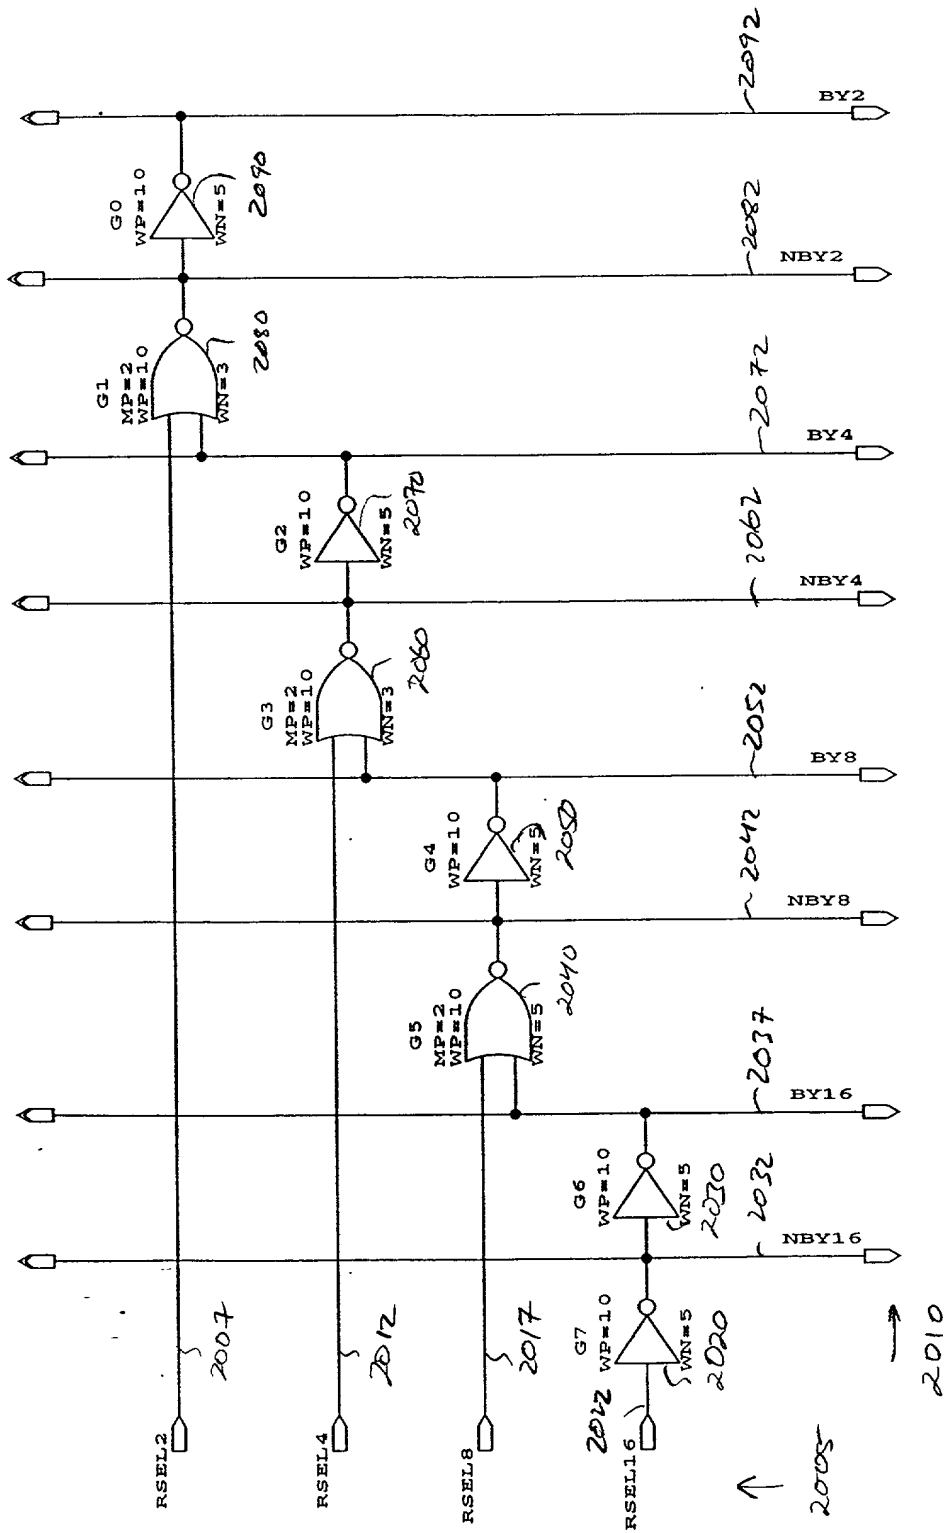 RSEL2
2007
G1
MP=2
WP=10
WN=3
2080
G0
WP=10
WN=5
2090
RSEL4
2012
G3
MP=2
WP=10
WN=3
2060
G2
WP=10
WN=5
2070
RSEL8
2017
G5
MP=2
WP=10
WN=5
2040
G4
WP=10
WN=5
2050
RSEL16
2022
G7
WP=10
WN=5
2020
G6
WP=10
WN=5
2030
2032
2037
2042
2052
2062
2072
2082
2092
NBY16
BY16
NBY8
BY8
NBY4
BY4
NBY2
BY2
2005
2010